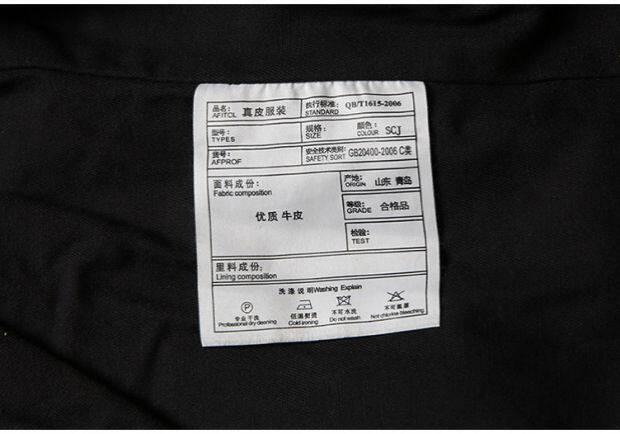 品名: 真皮服装 执行标准: QB/T1615-2006
AFITCL STANDARD
型号: 规格: 颜色: SCJ
TYPES SIZE COLOUR
货号: 安全技术类别: GB20400-2006 C类
AFPROF SAFETY SORT
面料成份: 产地: 山东 青岛
Fabric composition ORIGIN
优质 牛皮 等级: 合格品
GRADE
检验:
TEST
里料成份:
Lining composition
洗涤说明Washing Explain
P
专业干洗 低温熨烫 不可水洗 不可氯漂
Professional dry deening Cold ironing Do not wash Not chlorine bleaching